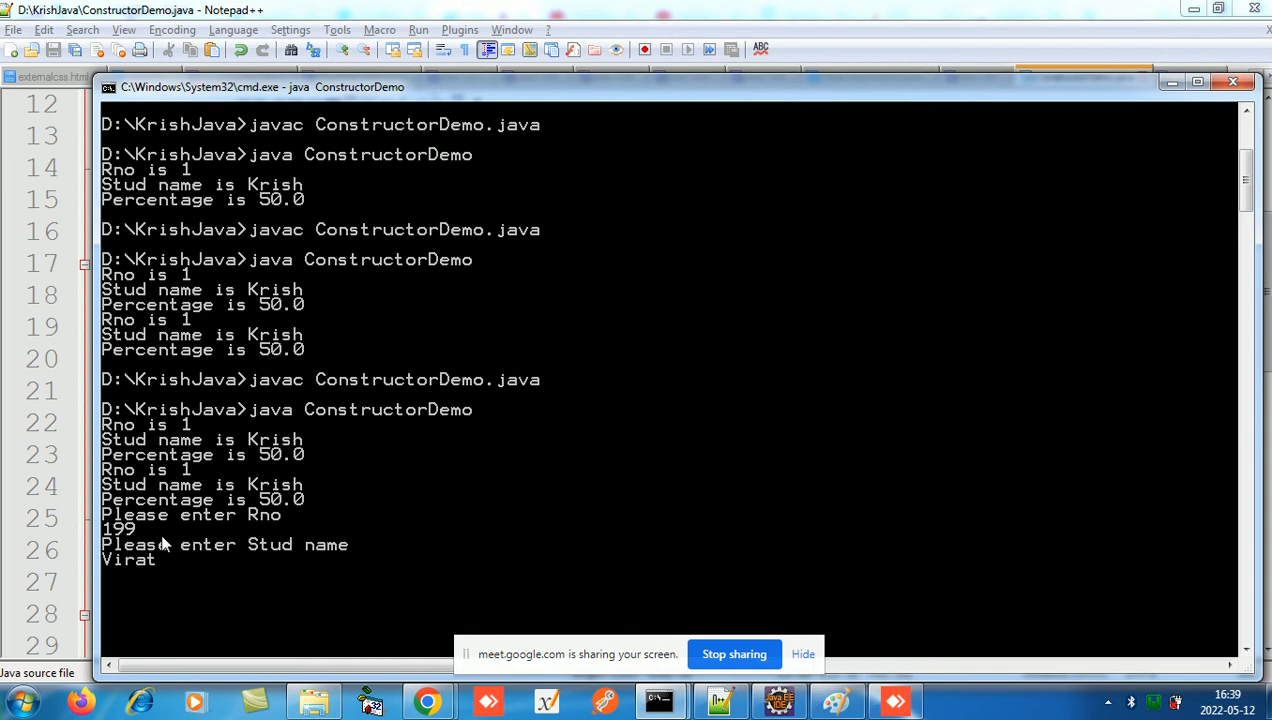 D:\KrishJava\ConstructorDemo.java - Notepad++
File Edit Search View Encoding Language Settings Tools Macro Run Plugins Window ?
externalcss.html
C:\Windows\System32\cmd.exe - java ConstructorDemo
12
13
14
15
16
17
18
19
20
21
22
23
24
25
26
27
28
29
D:\KrishJava>javac ConstructorDemo.java
D:\KrishJava>java ConstructorDemo
Rno is 1
Stud name is Krish
Percentage is 50.0
D:\KrishJava>javac ConstructorDemo.java
D:\KrishJava>java ConstructorDemo
Rno is 1
Stud name is Krish
Percentage is 50.0
Rno is 1
Stud name is Krish
Percentage is 50.0
D:\KrishJava>javac ConstructorDemo.java
D:\KrishJava>java ConstructorDemo
Rno is 1
Stud name is Krish
Percentage is 50.0
Rno is 1
Stud name is Krish
Percentage is 50.0
Please enter Rno
199
Please enter Stud name
Virat
meet.google.com is sharing your screen. Stop sharing Hide
Java source file
16:39
2022-05-12